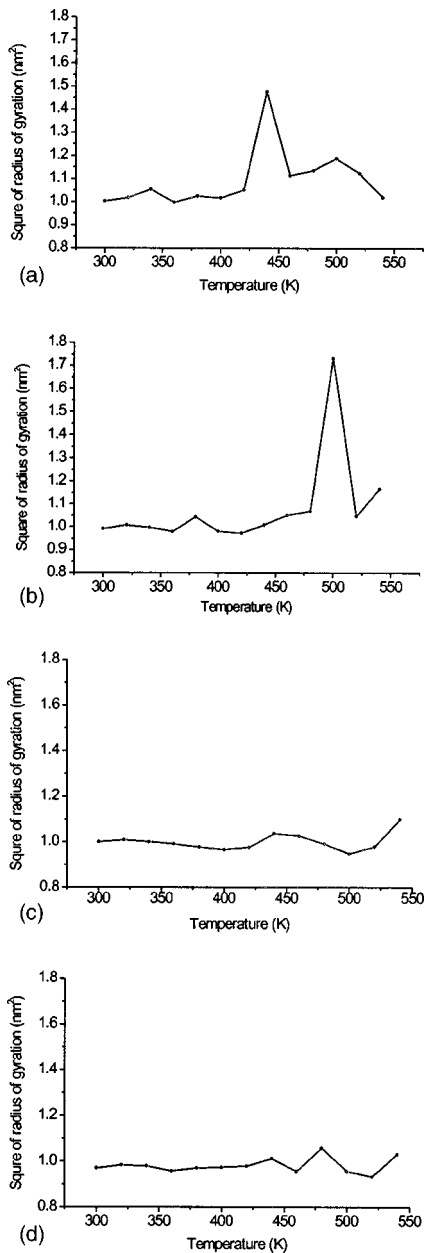 Squre of radius of gyration (nm²)
1.8
1.7
1.6
1.5
1.4
1.3
1.2
1.1
1.0
0.9
0.8
300 350 400 450 500 550
(a)
Temperature (K)
Square of radius of gyration (nm²)
1.8
1.7
1.6
1.5
1.4
1.3
1.2
1.1
1.0
0.9
0.8
300 350 400 450 500 550
(b)
Temperature (K)
Squre of radius of gyration (nm²)
1.8
1.6
1.4
1.2
1.0
0.8
300 350 400 450 500 550
(c)
Temperature (K)
Square of radius of gyration (nm²)
1.8
1.6
1.4
1.2
1.0
0.8
300 350 400 450 500 550
(d)
Temperature (K)